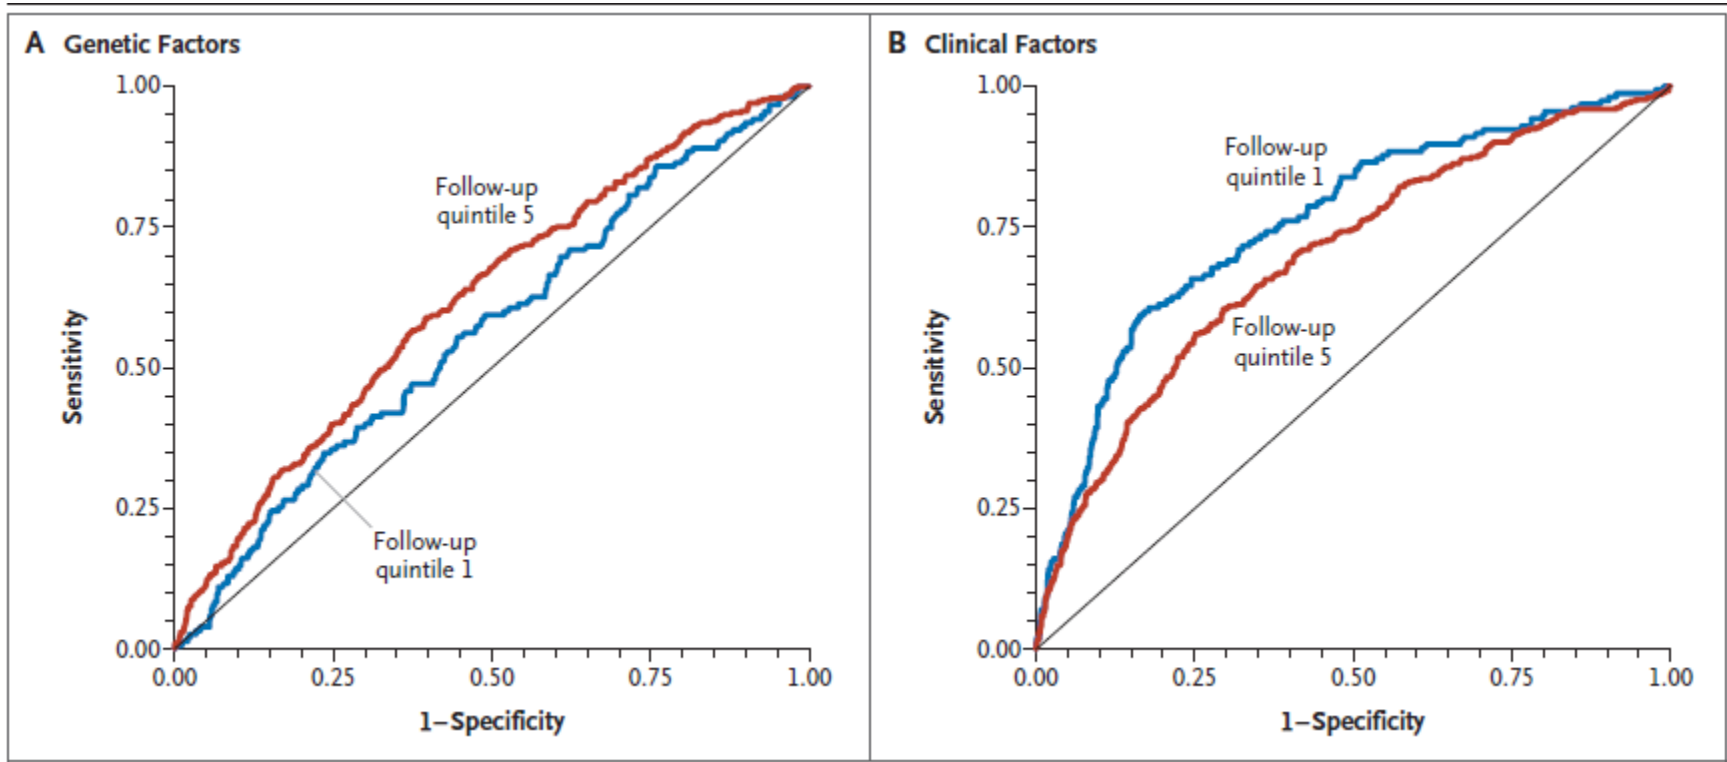 A Genetic Factors
1.00
0.75
0.50
0.25
0.00
Sensitivity
Follow-up
quintile 5
Follow-up
quintile 1
0.00 0.25 0.50 0.75 1.00
1–Specificity
B Clinical Factors
1.00
0.75
0.50
0.25
0.00
Sensitivity
Follow-up
quintile 1
Follow-up
quintile 5
0.00 0.25 0.50 0.75 1.00
1–Specificity